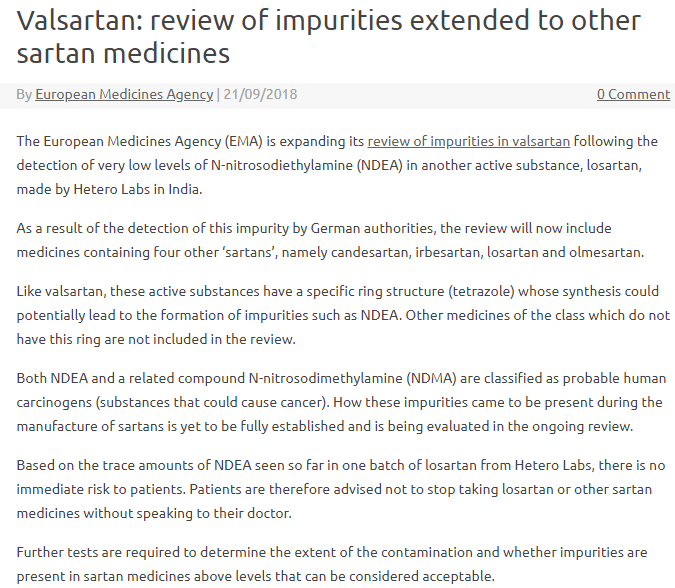 Valsartan: review of impurities extended to other
sartan medicines
By European Medicines Agency | 21/09/2018 0 Comment
The European Medicines Agency (EMA) is expanding its review of impurities in valsartan following the
detection of very low levels of N-nitrosodiethylamine (NDEA) in another active substance, losartan,
made by Hetero Labs in India.
As a result of the detection of this impurity by German authorities, the review will now include
medicines containing four other ‘sartans’, namely candesartan, irbesartan, losartan and olmesartan.
Like valsartan, these active substances have a specific ring structure (tetrazole) whose synthesis could
potentially lead to the formation of impurities such as NDEA. Other medicines of the class which do not
have this ring are not included in the review.
Both NDEA and a related compound N-nitrosodimethylamine (NDMA) are classified as probable human
carcinogens (substances that could cause cancer). How these impurities came to be present during the
manufacture of sartans is yet to be fully established and is being evaluated in the ongoing review.
Based on the trace amounts of NDEA seen so far in one batch of losartan from Hetero Labs, there is no
immediate risk to patients. Patients are therefore advised not to stop taking losartan or other sartan
medicines without speaking to their doctor.
Further tests are required to determine the extent of the contamination and whether impurities are
present in sartan medicines above levels that can be considered acceptable.